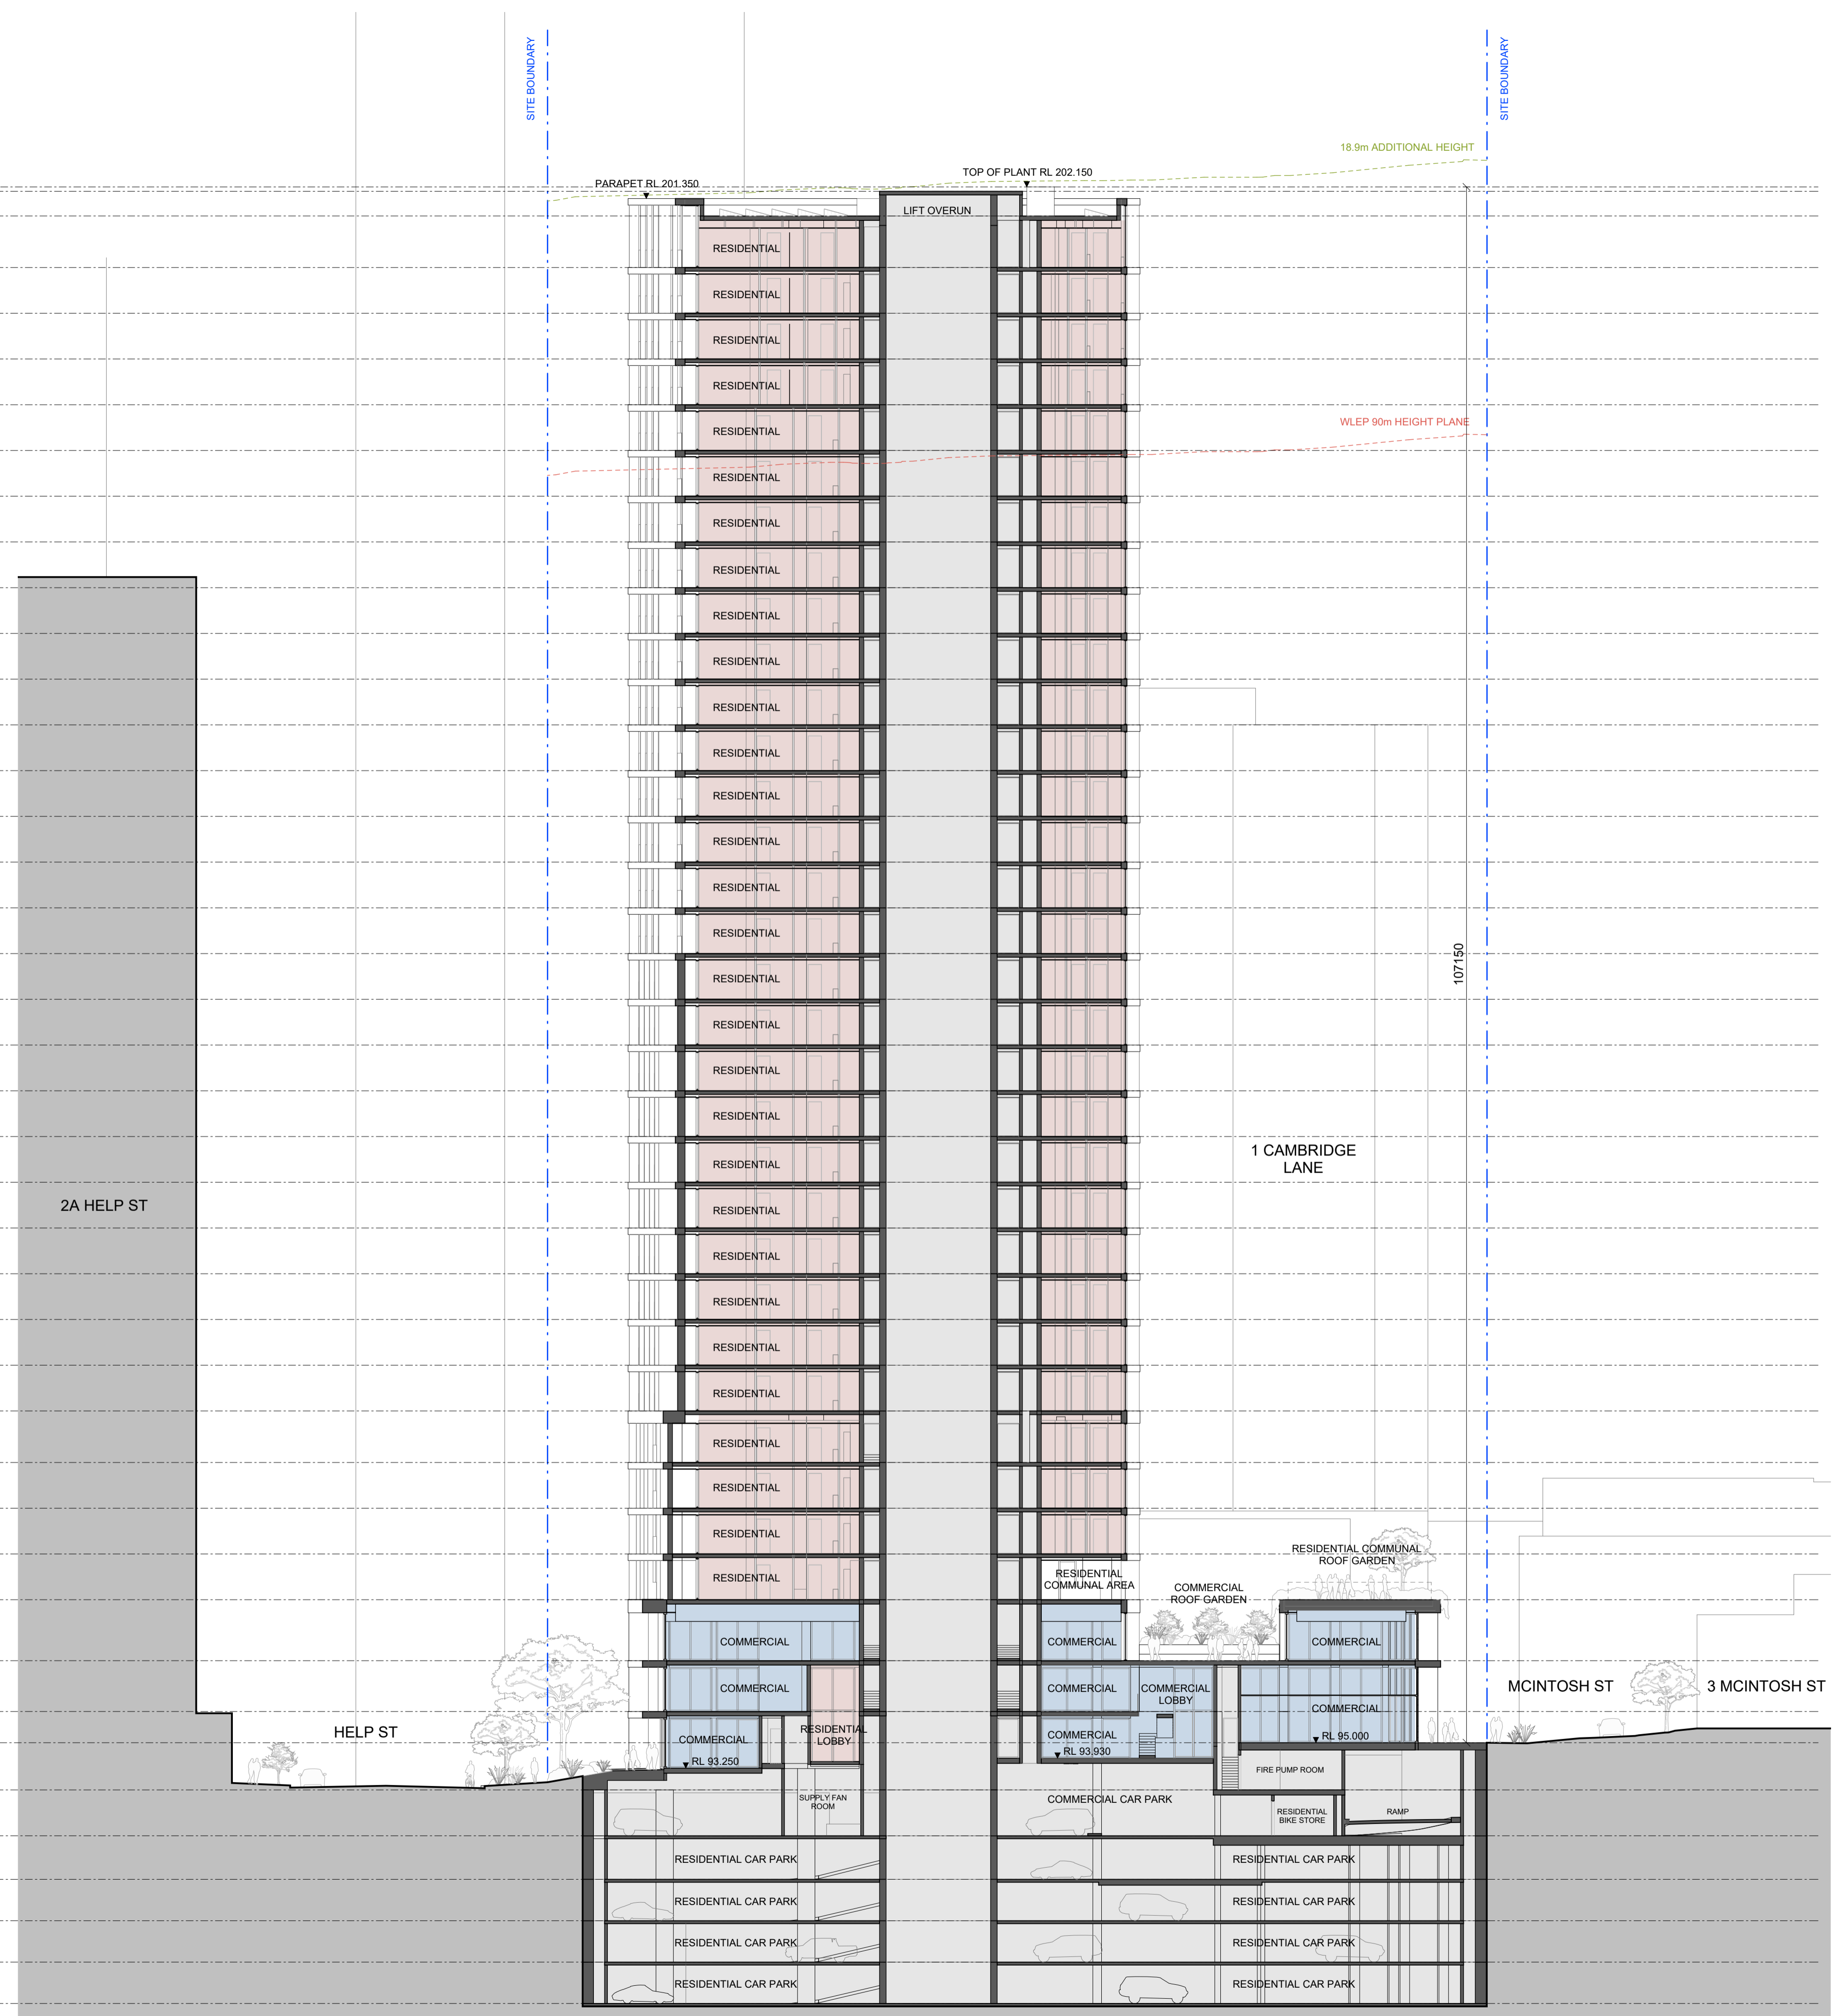 SITE BOUNDARY
SITE BOUNDARY
18.9m ADDITIONAL HEIGHT
TOP OF PLANT RL 202.150
PARAPET RL 201.350
LIFT OVERUN
RESIDENTIAL
RESIDENTIAL
RESIDENTIAL
RESIDENTIAL
WLEP 90m HEIGHT PLANE
RESIDENTIAL
RESIDENTIAL
RESIDENTIAL
RESIDENTIAL
RESIDENTIAL
RESIDENTIAL
RESIDENTIAL
RESIDENTIAL
RESIDENTIAL
RESIDENTIAL
RESIDENTIAL
RESIDENTIAL
107150
RESIDENTIAL
RESIDENTIAL
RESIDENTIAL
RESIDENTIAL
1 CAMBRIDGE
LANE
RESIDENTIAL
2A HELP ST
RESIDENTIAL
RESIDENTIAL
RESIDENTIAL
RESIDENTIAL
RESIDENTIAL
RESIDENTIAL
RESIDENTIAL
RESIDENTIAL
RESIDENTIAL COMMUNAL
ROOF GARDEN
RESIDENTIAL
RESIDENTIAL
COMMUNAL AREA
COMMERCIAL
ROOF GARDEN
COMMERCIAL
COMMERCIAL
COMMERCIAL
COMMERCIAL
COMMERCIAL
COMMERCIAL
LOBBY
MCINTOSH ST
3 MCINTOSH ST
COMMERCIAL
HELP ST
COMMERCIAL
RESIDENTIAL
LOBBY
COMMERCIAL
RL 95.000
RL 93.250
RL 93.930
FIRE PUMP ROOM
SUPPLY FAN
ROOM
COMMERCIAL CAR PARK
RESIDENTIAL
BIKE STORE
RAMP
RESIDENTIAL CAR PARK
RESIDENTIAL CAR PARK
RESIDENTIAL CAR PARK
RESIDENTIAL CAR PARK
RESIDENTIAL CAR PARK
RESIDENTIAL CAR PARK
RESIDENTIAL CAR PARK
RESIDENTIAL CAR PARK